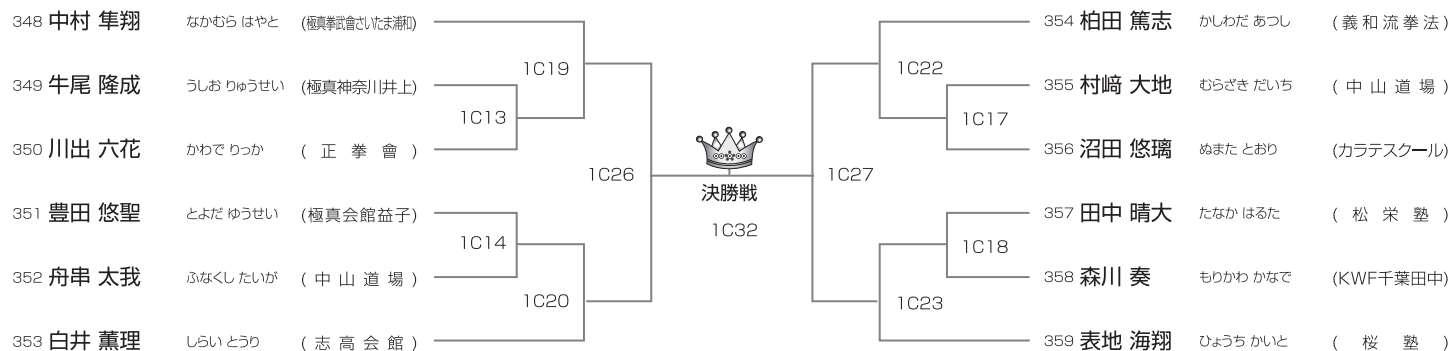 348 中村 隼翔 なかむら はやと (極真拳武會さいたま浦和)
349 牛尾 隆成 うしお りゅうせい (極真神奈川井上)
350 川出 六花 かわで りっか (正拳會)
351 豊田 悠聖 とよだ ゆうせい (極真会館益子)
352 舟串 太我 ふなくし たいが (中山道場)
353 白井 薫理 しらい とうり (志高会館)
1C19
1C13
1C26
1C14
1C20
決勝戦
1C32
1C22
1C17
1C27
1C18
1C23
354 柏田 篤志 かしわだ あつし (義和流拳法)
355 村﨑 大地 むらざき だいち (中山道場)
356 沼田 悠璃 ぬまた とおり (カラテスクール)
357 田中 晴大 たなか はるた (松栄塾)
358 森川 奏 もりかわ かなで (KWF千葉田中)
359 表地 海翔 ひょうち かいと (桜塾)